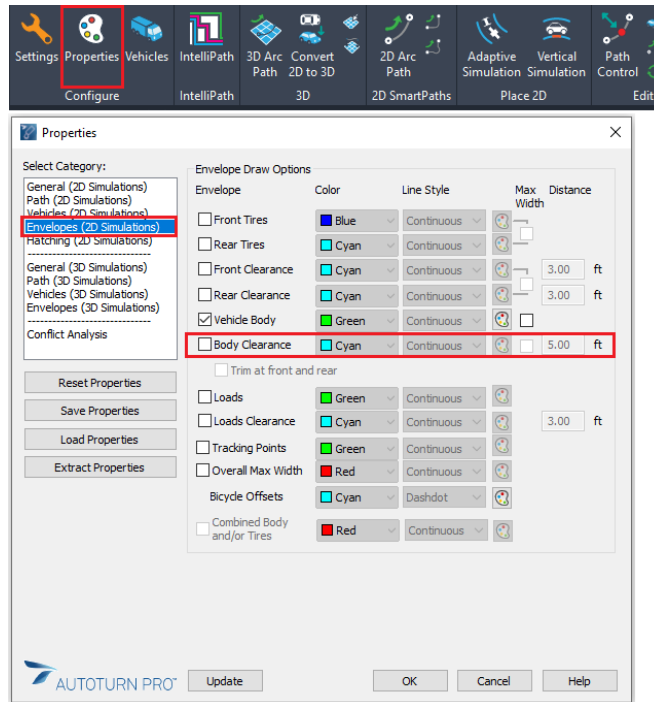 Settings Properties Vehicles IntelliPath 3D Arc Path Convert 2D to 3D 2D Arc Path Adaptive Simulation Vertical Simulation Path Control
Configure IntelliPath 3D 2D SmartPaths Place 2D Edit
Properties
Select Category:
General (2D Simulations)
Path (2D Simulations)
Vehicles (2D Simulations)
Envelopes (2D Simulations)
Hatching (2D Simulations)
------------------------------
General (3D Simulations)
Path (3D Simulations)
Vehicles (3D Simulations)
Envelopes (3D Simulations)
------------------------------
Conflict Analysis
Reset Properties
Save Properties
Load Properties
Extract Properties
Envelope Draw Options
Envelope Color Line Style Max Width Distance
Front Tires Blue Continuous
Rear Tires Cyan Continuous
Front Clearance Cyan Continuous 3.00 ft
Rear Clearance Cyan Continuous 3.00 ft
Vehicle Body Green Continuous
Body Clearance Cyan Continuous 5.00 ft
Trim at front and rear
Loads Green Continuous
Loads Clearance Cyan Continuous 3.00 ft
Tracking Points Green Continuous
Overall Max Width Red Continuous
Bicycle Offsets Cyan Dashdot
Combined Body and/or Tires Red Continuous
AUTOTURN PRO™ Update OK Cancel Help